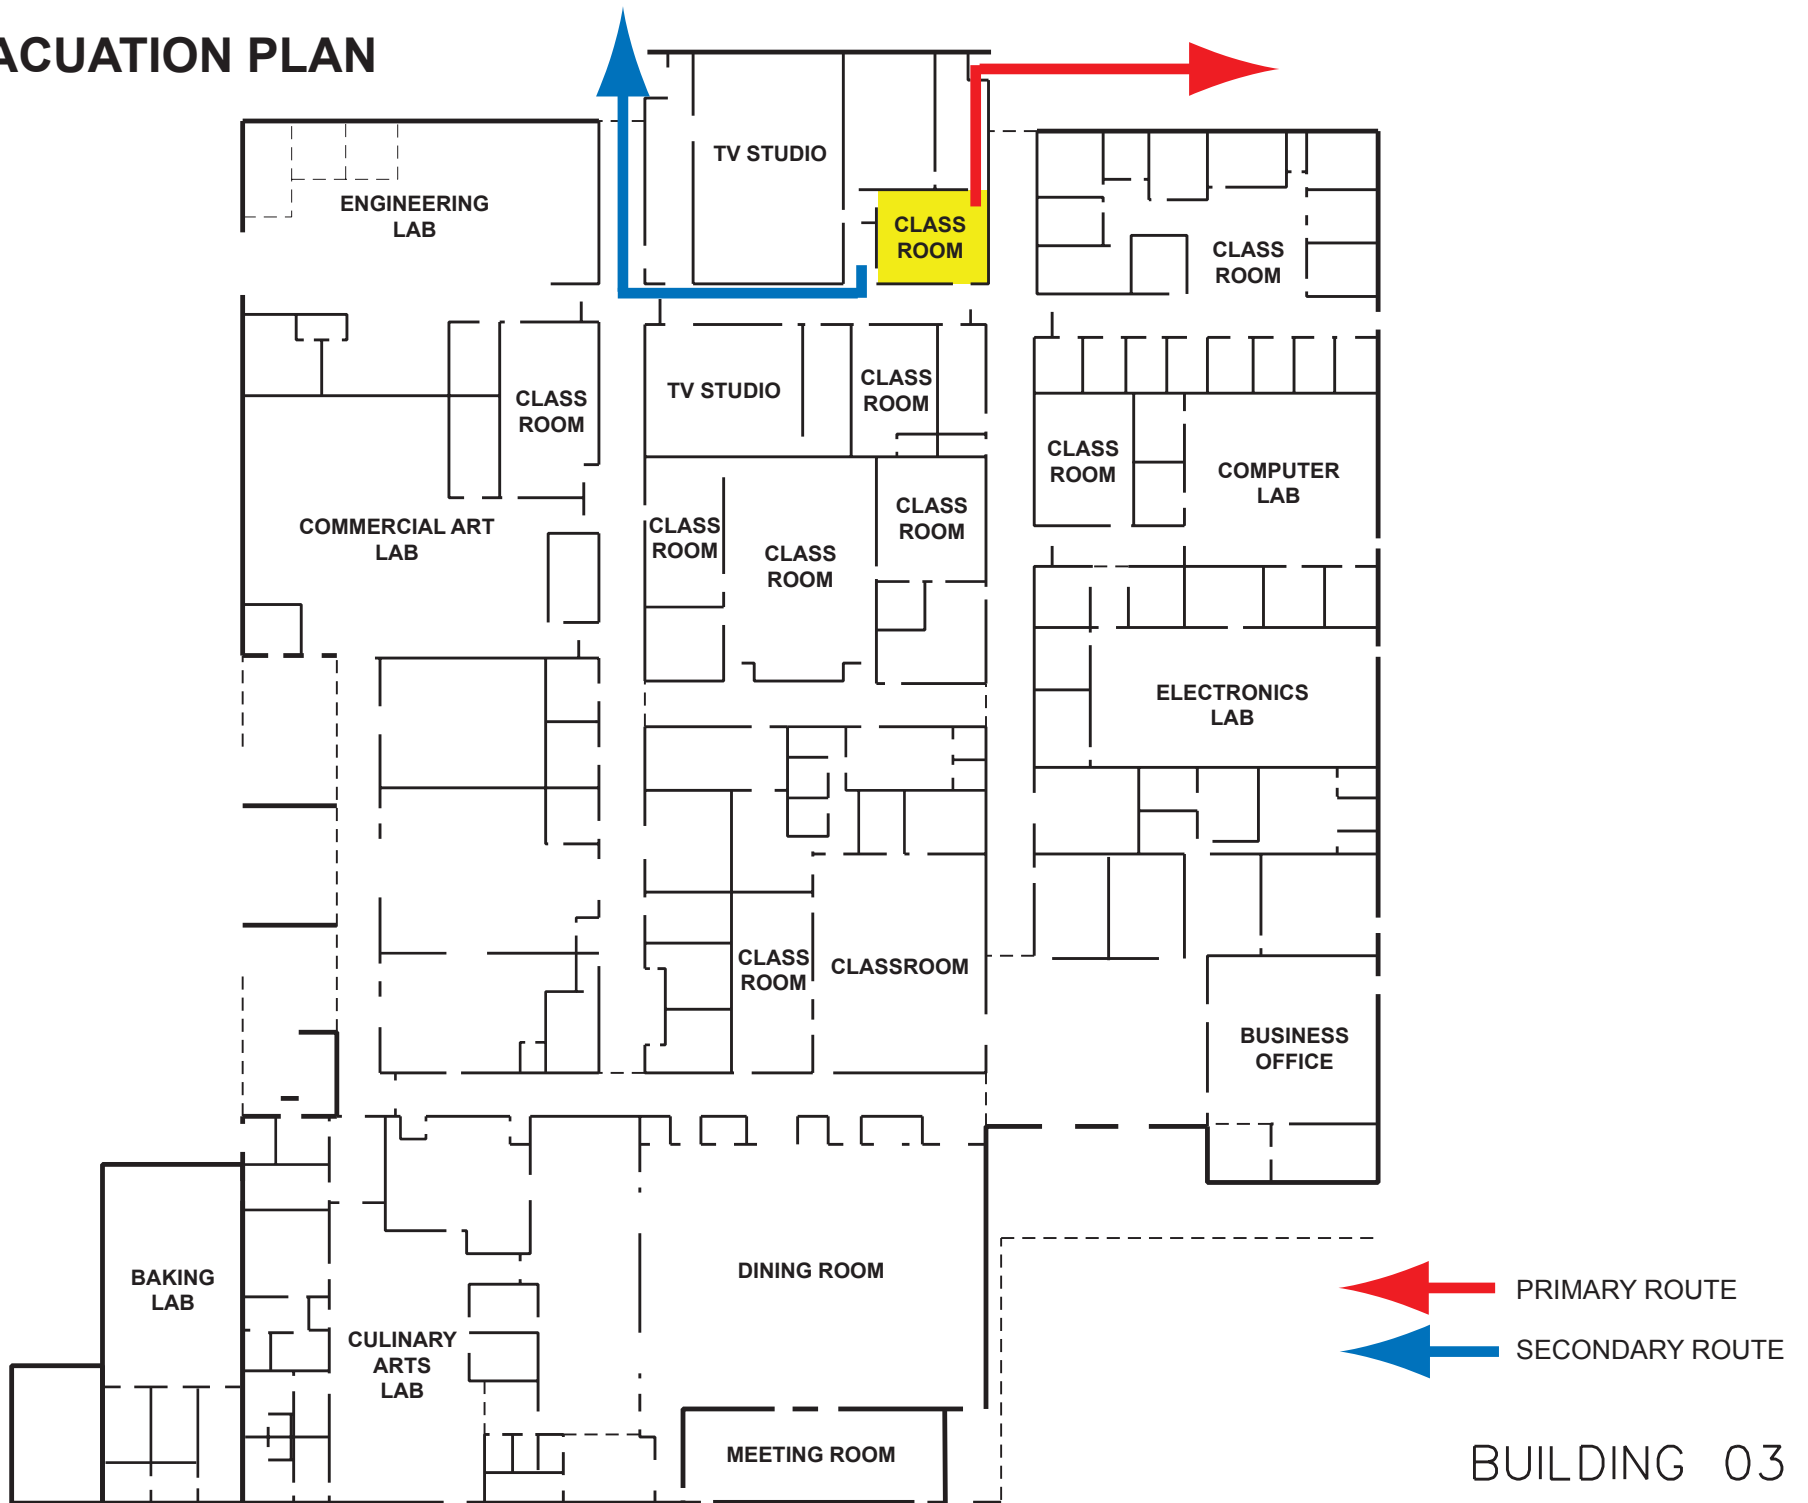 ACUATION PLAN
TV STUDIO
ENGINEERING
LAB
CLASS
ROOM
CLASS
ROOM
CLASS
ROOM
TV STUDIO
CLASS
ROOM
CLASS
ROOM
COMPUTER
LAB
COMMERCIAL ART
LAB
CLASS
ROOM
CLASS
ROOM
CLASS
ROOM
ELECTRONICS
LAB
CLASS
ROOM
CLASSROOM
BUSINESS
OFFICE
BAKING
LAB
DINING ROOM
CULINARY
ARTS
LAB
MEETING ROOM
PRIMARY ROUTE
SECONDARY ROUTE
BUILDING 03